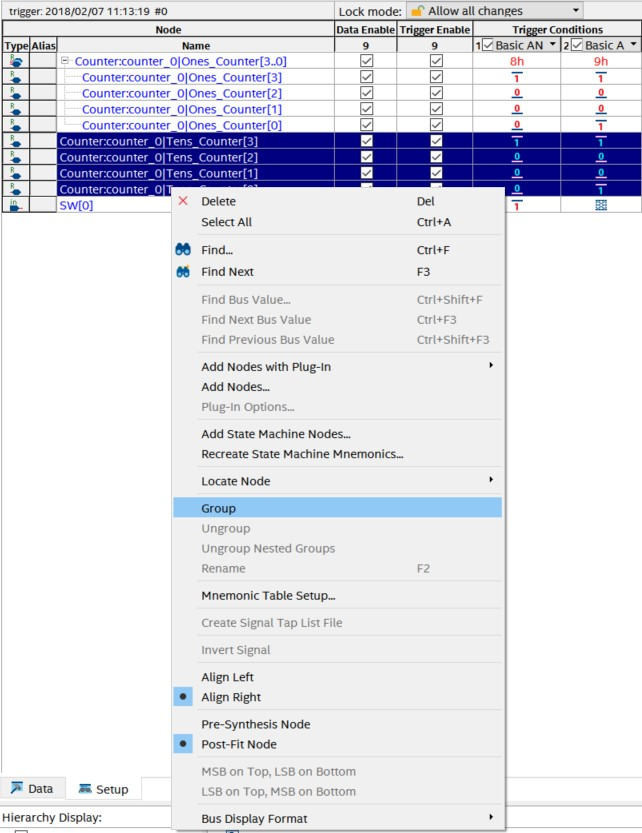 trigger: 2018/02/07 11:13:19 #0 Lock mode: Allow all changes
Node Data Enable Trigger Enable Trigger Conditions
Type Alias Name 9 9 1 Basic AN 2 Basic A
R Counter:counter_0|Ones_Counter[3..0] 8h 9h
R Counter:counter_0|Ones_Counter[3] 1 1
R Counter:counter_0|Ones_Counter[2] 0 0
R Counter:counter_0|Ones_Counter[1] 0 0
R Counter:counter_0|Ones_Counter[0] 0 1
R Counter:counter_0|Tens_Counter[3] 1 1
R Counter:counter_0|Tens_Counter[2] 0 0
R Counter:counter_0|Tens_Counter[1] 0 0
R Counter:counter_0| 0 1
in SW[0] 1
Delete Del
Select All Ctrl+A
Find... Ctrl+F
Find Next F3
Find Bus Value... Ctrl+Shift+F
Find Next Bus Value Ctrl+F3
Find Previous Bus Value Ctrl+Shift+F3
Add Nodes with Plug-In
Add Nodes...
Plug-In Options...
Add State Machine Nodes...
Recreate State Machine Mnemonics...
Locate Node
Group
Ungroup
Ungroup Nested Groups
Rename F2
Mnemonic Table Setup...
Create Signal Tap List File
Invert Signal
Align Left
Align Right
Pre-Synthesis Node
Post-Fit Node
MSB on Top, LSB on Bottom
LSB on Top, MSB on Bottom
Data Setup
Hierarchy Display:
Bus Display Format